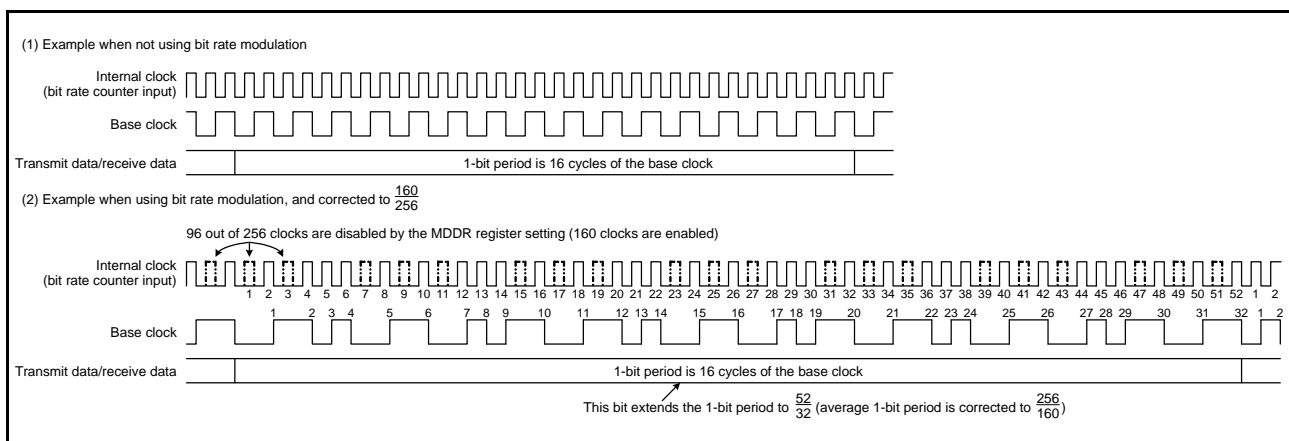 (1) Example when not using bit rate modulation
Internal clock
(bit rate counter input)
Base clock
Transmit data/receive data
1-bit period is 16 cycles of the base clock
(2) Example when using bit rate modulation, and corrected to 160/256
96 out of 256 clocks are disabled by the MDDR register setting (160 clocks are enabled)
Internal clock
(bit rate counter input)
1 2 3 4 5 6 7 8 9 10 11 12 13 14 15 16 17 18 19 20 21 22 23 24 25 26 27 28 29 30 31 32 33 34 35 36 37 38 39 40 41 42 43 44 45 46 47 48 49 50 51 52 1 2
1 2 3 4 5 6 7 8 9 10 11 12 13 14 15 16 17 18 19 20 21 22 23 24 25 26 27 28 29 30 31 32 1 2
Base clock
Transmit data/receive data
1-bit period is 16 cycles of the base clock
This bit extends the 1-bit period to 52/32 (average 1-bit period is corrected to 256/160)